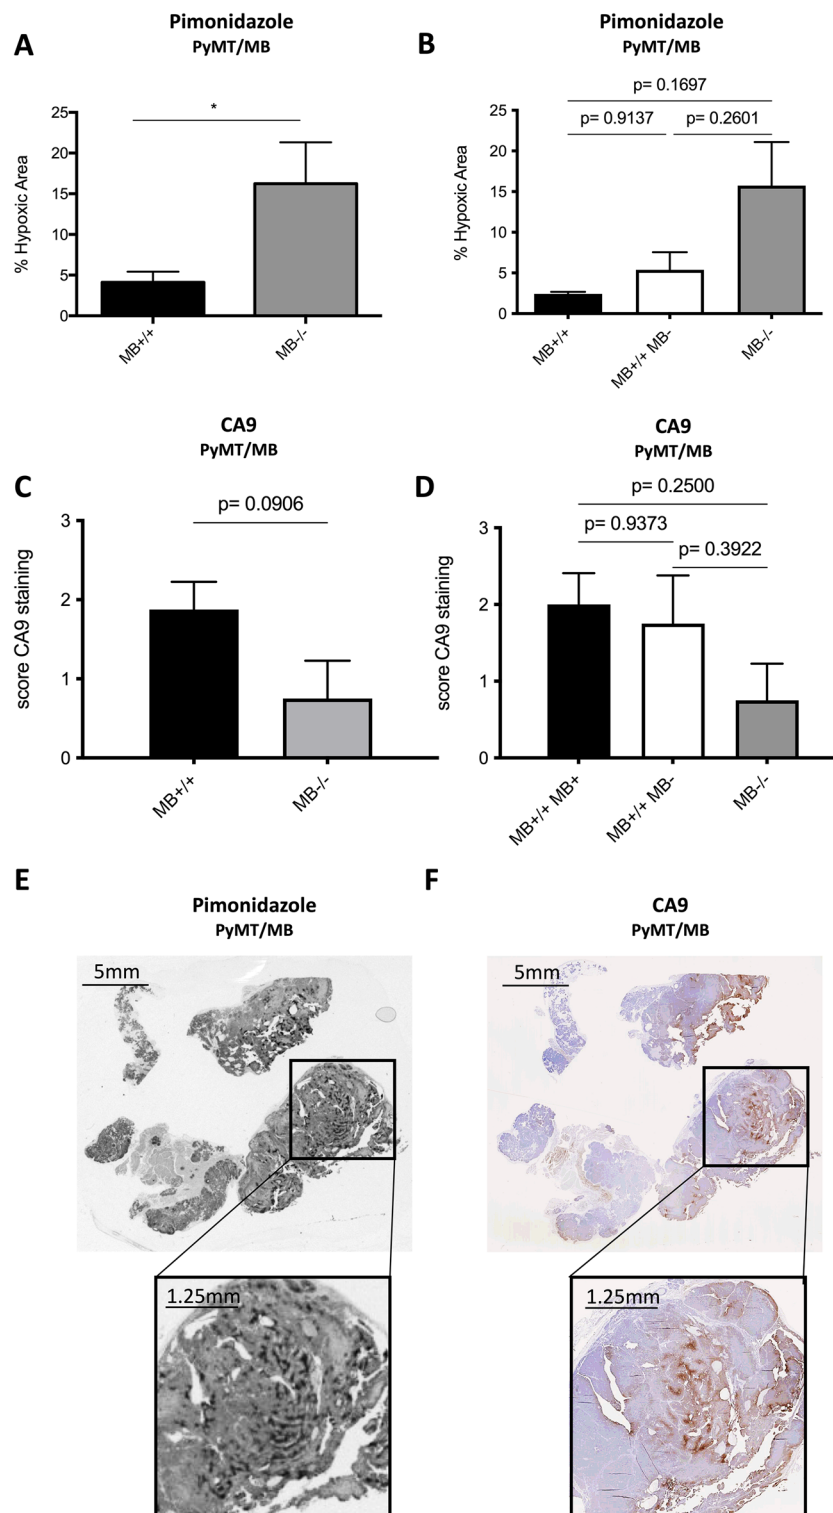 A
Pimonidazole
PyMT/MB
% Hypoxic Area
25
20
15
10
5
0
*
MB+/+
MB-/-
B
Pimonidazole
PyMT/MB
% Hypoxic Area
25
20
15
10
5
0
p= 0.1697
p= 0.9137
p= 0.2601
MB+/+
MB+/+ MB-
MB-/-
C
CA9
PyMT/MB
score CA9 staining
3
2
1
0
p= 0.0906
MB+/+
MB-/-
D
CA9
PyMT/MB
score CA9 staining
3
2
1
0
p= 0.2500
p= 0.9373
p= 0.3922
MB+/+ MB+
MB+/+ MB-
MB-/-
E
Pimonidazole
PyMT/MB
5mm
1.25mm
F
CA9
PyMT/MB
5mm
1.25mm